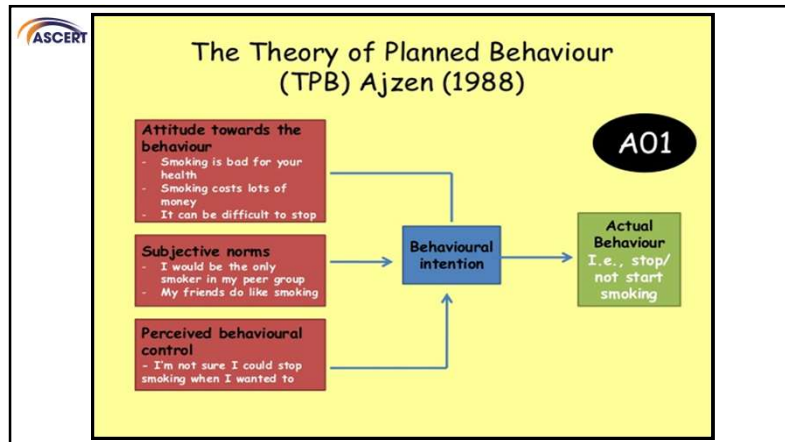 ASCERT
The Theory of Planned Behaviour
(TPB) Ajzen (1988)
Attitude towards the
behaviour
- Smoking is bad for your
health
- Smoking costs lots of
money
- It can be difficult to stop
Subjective norms
- I would be the only
smoker in my peer group
- My friends do like smoking
Perceived behavioural
control
- I'm not sure I could stop
smoking when I wanted to
Behavioural
intention
A01
Actual
Behaviour
I.e., stop/
not start
smoking